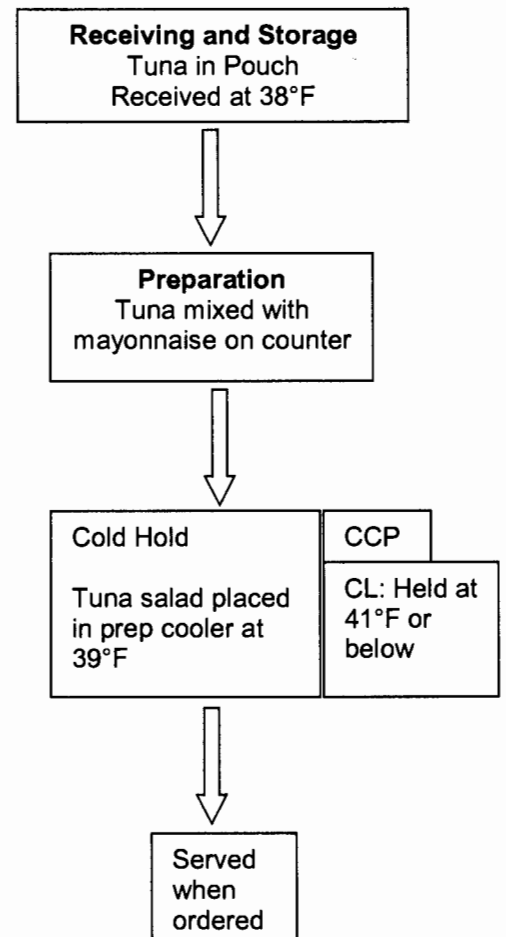 Receiving and Storage
Tuna in Pouch
Received at 38°F
Preparation
Tuna mixed with
mayonnaise on counter
Cold Hold
Tuna salad placed
in prep cooler at
39°F
CCP
CL: Held at
41°F or
below
Served
when
ordered